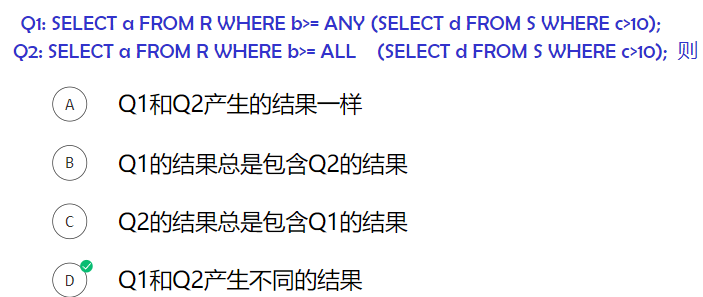 Q1: SELECT a FROM R WHERE b>= ANY (SELECT d FROM S WHERE c>10);
Q2: SELECT a FROM R WHERE b>= ALL (SELECT d FROM S WHERE c>10); 则
A Q1和Q2产生的结果一样
B Q1的结果总是包含Q2的结果
C Q2的结果总是包含Q1的结果
D Q1和Q2产生不同的结果